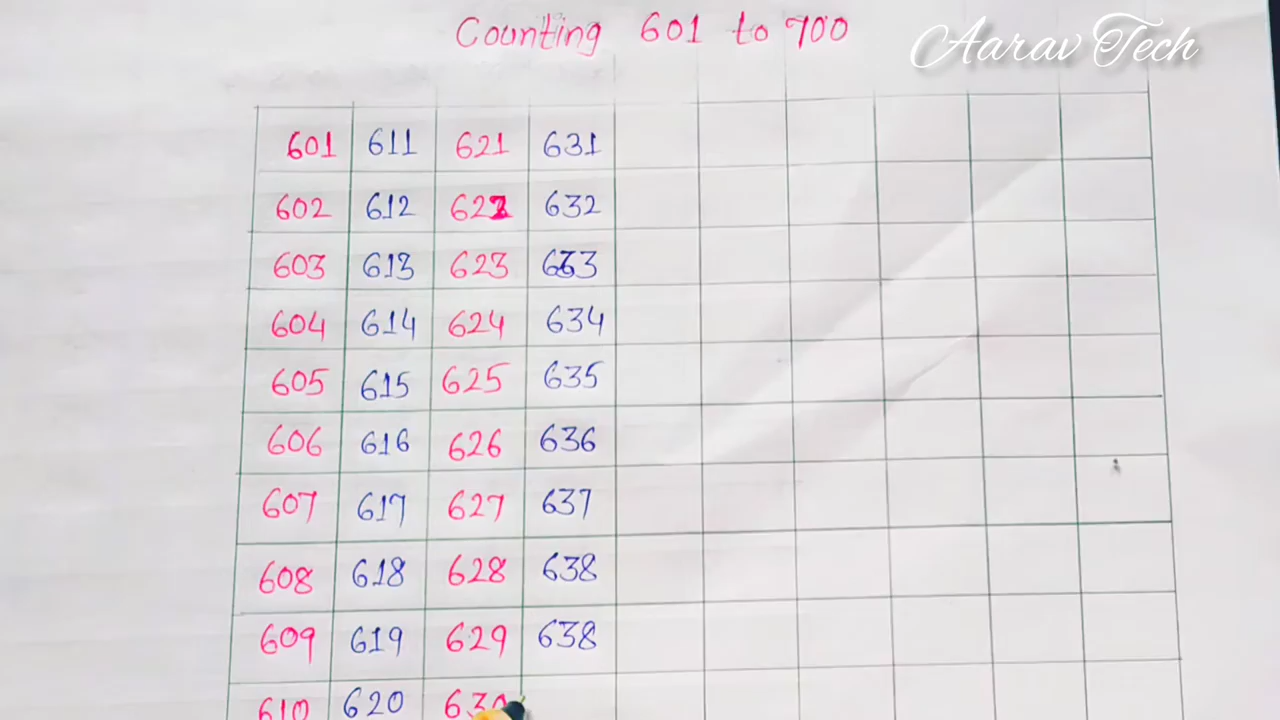 Counting 601 to 700
Aarav Tech
601 611 621 631
602 612 622 632
603 613 623 633
604 614 624 634
605 615 625 635
606 616 626 636
607 617 627 637
608 618 628 638
609 619 629 638
610 620 630